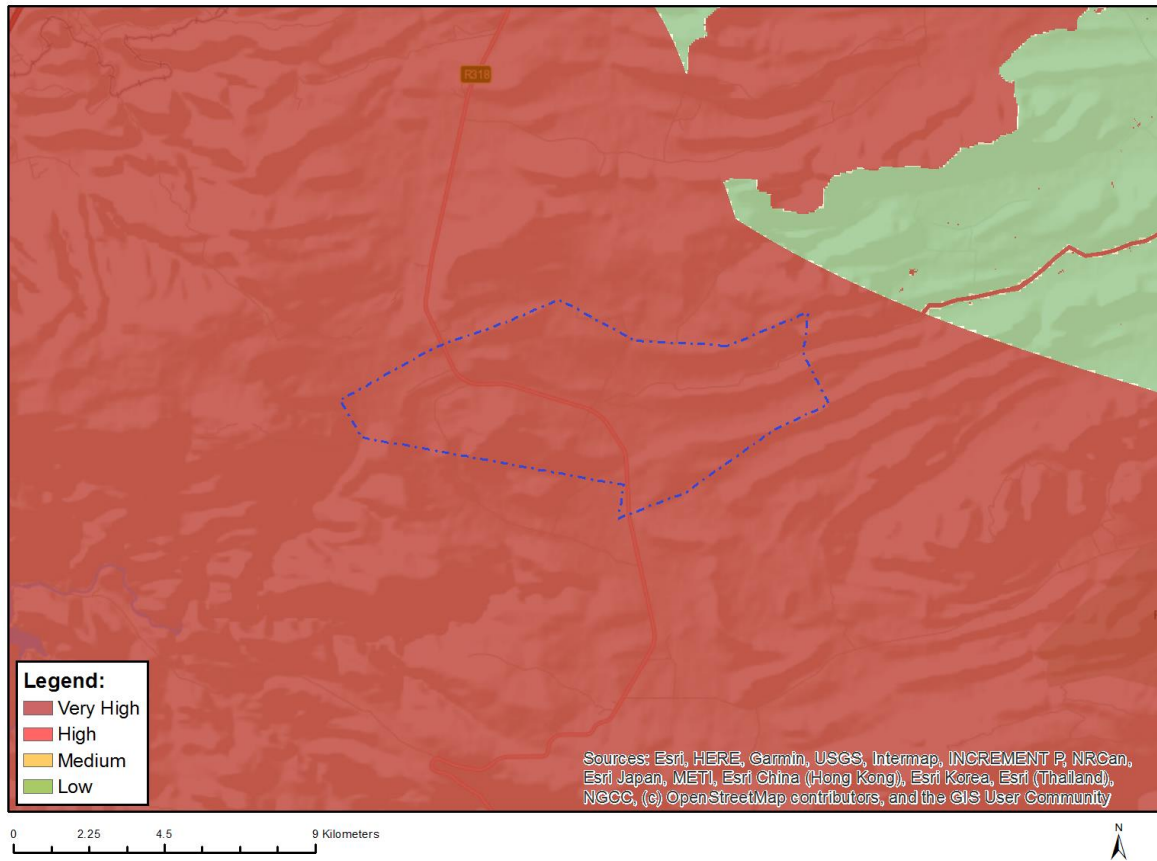 R318
Legend:
Very High
High
Medium
Low
Sources: Esri, HERE, Garmin, USGS, Intermap, INCREMENT P, NRCan,
Esri Japan, METI, Esri China (Hong Kong), Esri Korea, Esri (Thailand),
NGCC, (c) OpenStreetMap contributors, and the GIS User Community
0 2.25 4.5 9 Kilometers
N